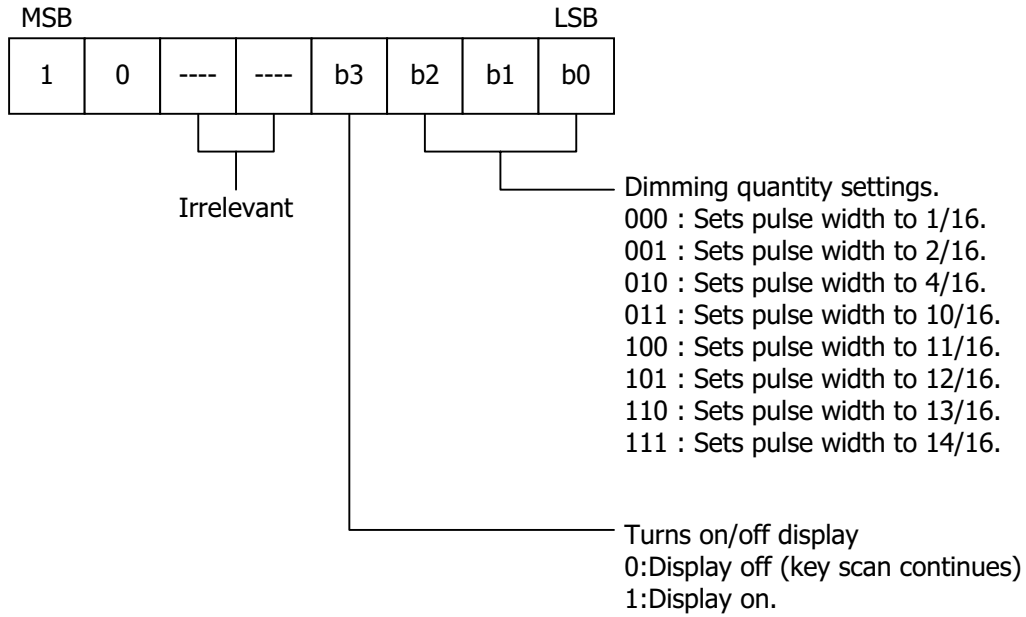 MSB LSB
1 0 ---- ---- b3 b2 b1 b0
Irrelevant
Dimming quantity settings.
000 : Sets pulse width to 1/16.
001 : Sets pulse width to 2/16.
010 : Sets pulse width to 4/16.
011 : Sets pulse width to 10/16.
100 : Sets pulse width to 11/16.
101 : Sets pulse width to 12/16.
110 : Sets pulse width to 13/16.
111 : Sets pulse width to 14/16.
Turns on/off display
0:Display off (key scan continues)
1:Display on.